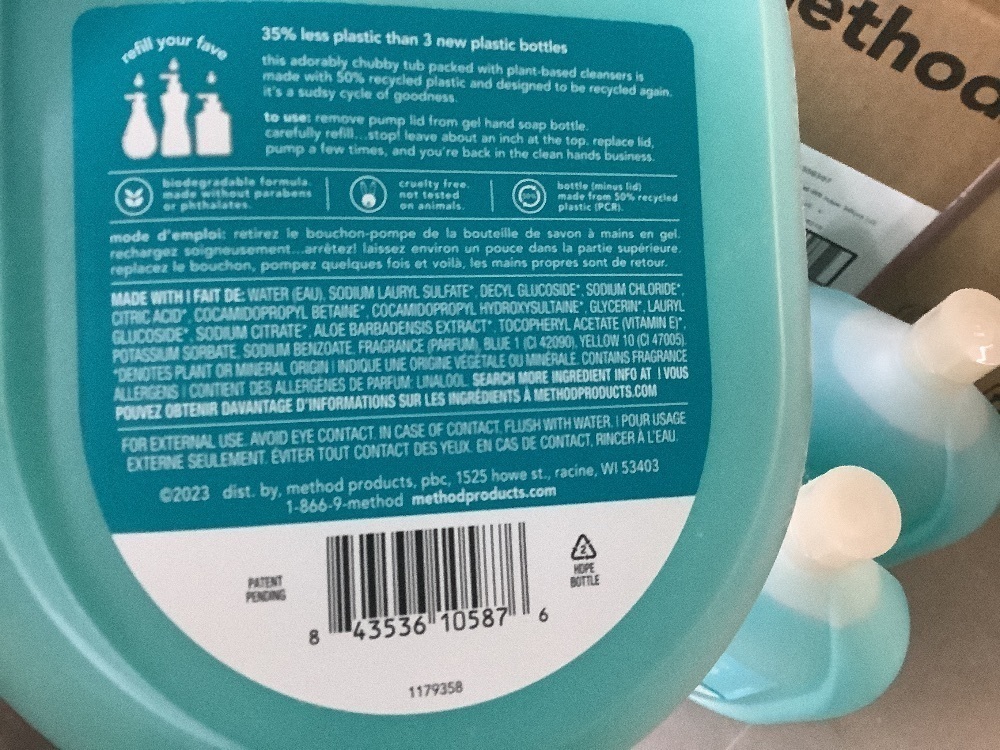 refill your fave
35% less plastic than 3 new plastic bottles
this adorably chubby tub packed with plant-based cleansers is
made with 50% recycled plastic and designed to be recycled again.
it's a sudsy cycle of goodness.
to use: remove pump lid from gel hand soap bottle.
carefully refill...stop! leave about an inch at the top. replace lid,
pump a few times, and you're back in the clean hands business.
biodegradable formula.
made without parabens
or phthalates.
cruelty free.
not tested
on animals.
bottle (minus lid)
made from 50% recycled
plastic (PCR).
mode d'emploi: retirez le bouchon-pompe de la bouteille de savon à mains en gel.
rechargez soigneusement...arrêtez! laissez environ un pouce dans la partie supérieure.
replacez le bouchon, pompez quelques fois et voilà, les mains propres sont de retour.
MADE WITH | FAIT DE: WATER (EAU), SODIUM LAURYL SULFATE*, DECYL GLUCOSIDE*, SODIUM CHLORIDE*,
CITRIC ACID*, COCAMIDOPROPYL BETAINE*, COCAMIDOPROPYL HYDROXYSULTAINE*, GLYCERIN*, LAURYL
GLUCOSIDE*, SODIUM CITRATE*, ALOE BARBADENSIS EXTRACT*, TOCOPHERYL ACETATE (VITAMIN E)*,
POTASSIUM SORBATE, SODIUM BENZOATE, FRAGRANCE (PARFUM), BLUE 1 (CI 42090), YELLOW 10 (CI 47005).
*DENOTES PLANT OR MINERAL ORIGIN | INDIQUE UNE ORIGINE VÉGÉTALE OU MINÉRALE. CONTAINS FRAGRANCE
ALLERGENS | CONTIENT DES ALLERGÈNES DE PARFUM: LINALOOL. SEARCH MORE INGREDIENT INFO AT | VOUS
POUVEZ OBTENIR DAVANTAGE D'INFORMATIONS SUR LES INGRÉDIENTS À METHODPRODUCTS.COM
FOR EXTERNAL USE. AVOID EYE CONTACT. IN CASE OF CONTACT, FLUSH WITH WATER. | POUR USAGE
EXTERNE SEULEMENT. ÉVITER TOUT CONTACT DES YEUX. EN CAS DE CONTACT, RINCER À L'EAU.
©2023 dist. by, method products, pbc, 1525 howe st., racine, WI 53403
1-866-9-method methodproducts.com
PATENT
PENDING
8 43536 10587 6
2
HDPE
BOTTLE
1179358
ethod